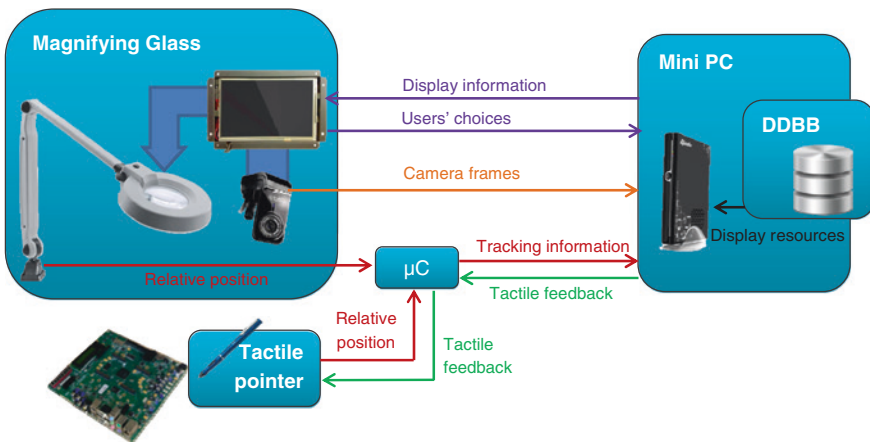 Magnifying Glass
Mini PC
Display information
DDBB
Users' choices
Camera frames
Display resources
Tracking information
Relative position
µC
Tactile feedback
Relative
position
Tactile
feedback
Tactile
pointer